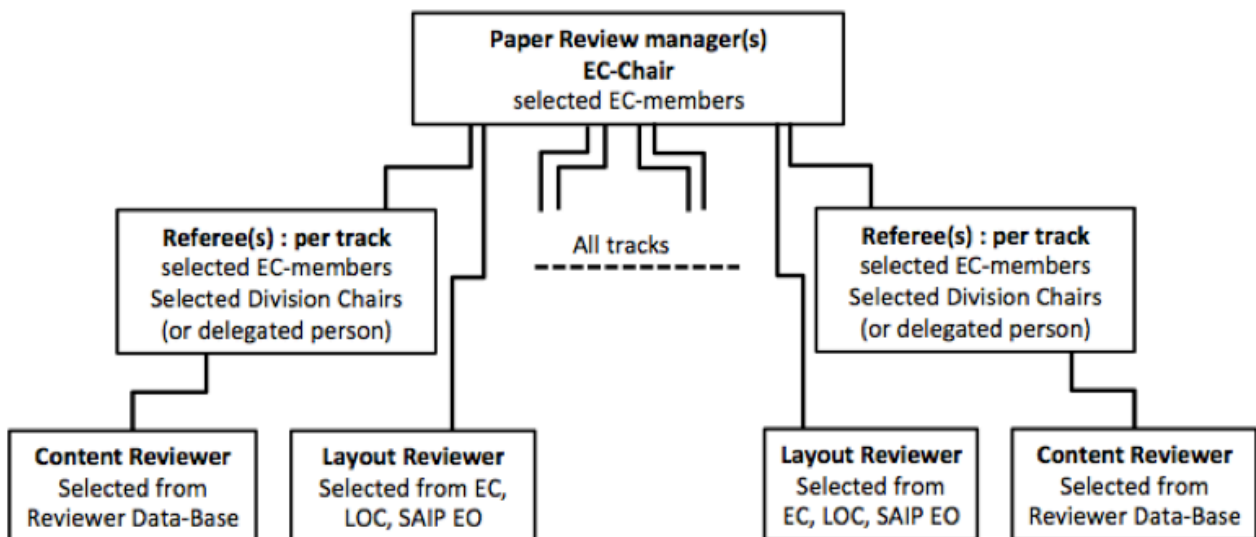 Paper Review manager(s)
EC-Chair
selected EC-members
Referee(s) : per track
selected EC-members
Selected Division Chairs
(or delegated person)
All tracks
Referee(s) : per track
selected EC-members
Selected Division Chairs
(or delegated person)
Content Reviewer
Selected from
Reviewer Data-Base
Layout Reviewer
Selected from EC,
LOC, SAIP EO
Layout Reviewer
Selected from
EC, LOC, SAIP EO
Content Reviewer
Selected from
Reviewer Data-Base